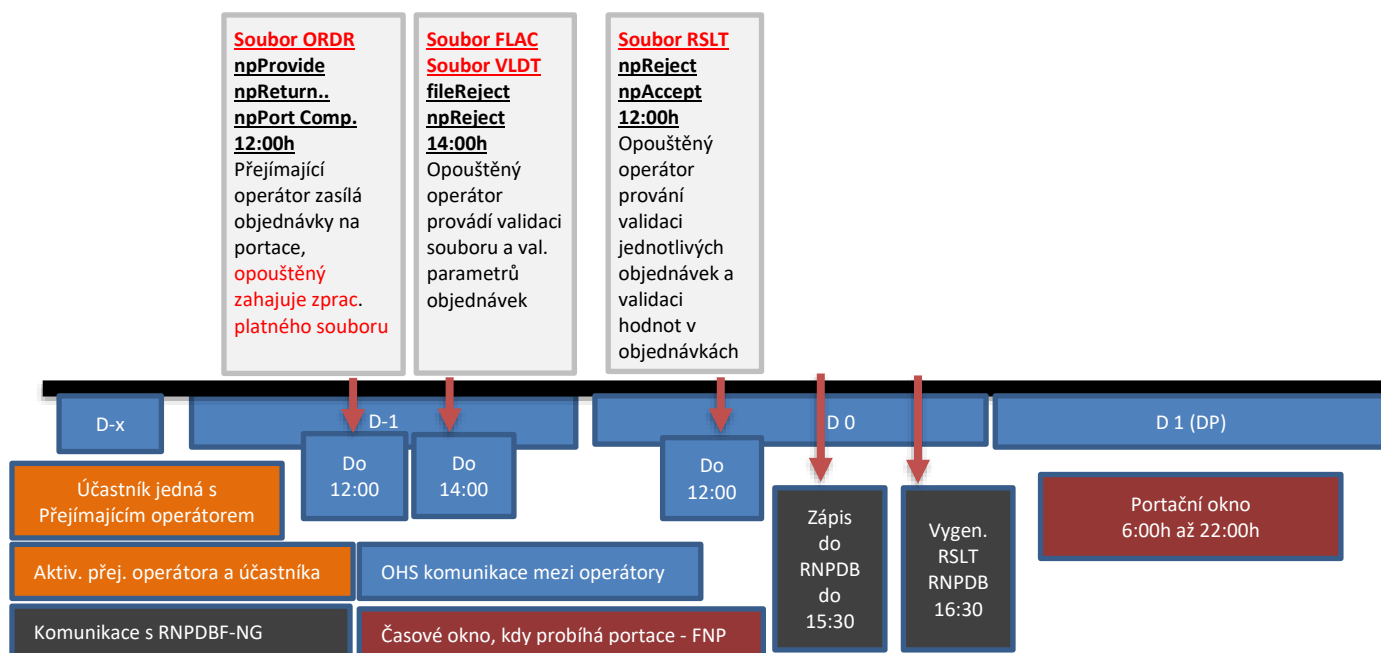 Soubor ORDR
npProvide
npReturn..
npPort Comp.
12:00h
Přejímající
operátor zasílá
objednávky na
portace,
opouštěný
zahajuje zprac.
platného souboru
Soubor FLAC
Soubor VLDT
fileReject
npReject
14:00h
Opouštěný
operátor
provádí validaci
souboru a val.
parametrů
objednávek
Soubor RSLT
npReject
npAccept
12:00h
Opouštěný
operátor
prování
validaci
jednotlivých
objednávek a
validaci
hodnot v
objednávkách
D-x
D-1
D 0
D 1 (DP)
Do
12:00
Do
14:00
Do
12:00
Účastník jedná s
Přejímajícím operátorem
Zápis
do
RNPDB
do
15:30
Vygen.
RSLT
RNPDB
16:30
Portační okno
6:00h až 22:00h
Aktiv. přej. operátora a účastníka
OHS komunikace mezi operátory
Komunikace s RNPDBF-NG
Časové okno, kdy probíhá portace - FNP